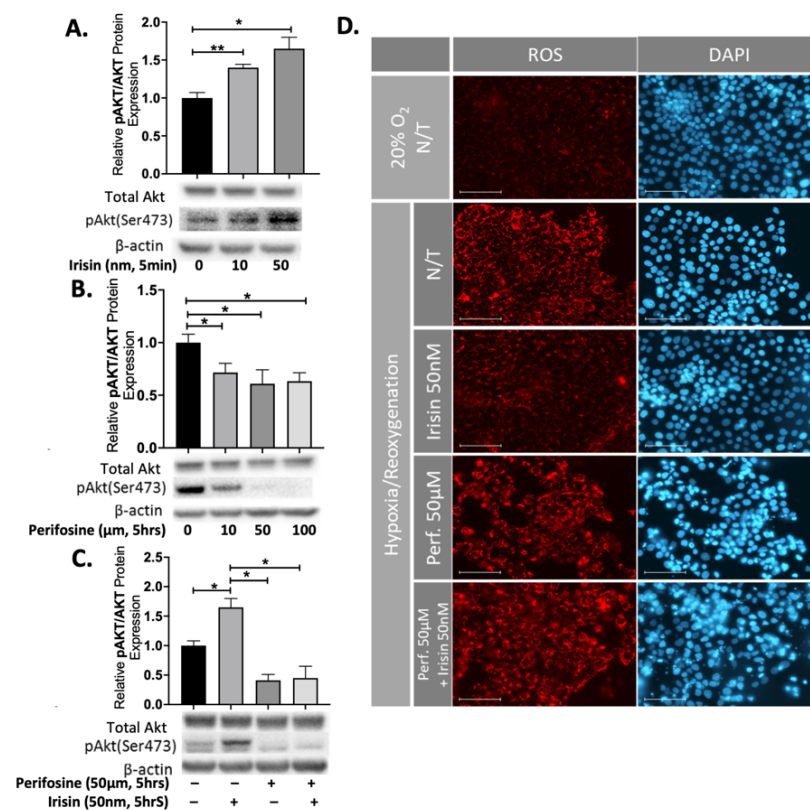 A.
Relative pAKT/AKT Protein
Expression
2.0
1.5
1.0
1.5
0.0
*
**
Total Akt
pAkt(Ser473)
β-actin
Irisin (nm, 5min) 0 10 50
B.
Relative pAKT/AKT Protein
Expression
1.5
1.0
0.5
0.0
*
*
*
Total Akt
pAkt(Ser473)
β-actin
Perifosine (μm, 5hrs) 0 10 50 100
C.
Relative pAKT/AKT Protein
Expression
2.5
2.0
1.5
1.0
0.5
0.0
*
*
*
Total Akt
pAkt(Ser473)
β-actin
Perifosine (50μm, 5hrs) – – + +
Irisin (50nm, 5hrS) – + – +
D.
ROS DAPI
20% O₂
N/T
Hypoxia/Reoxygenation
N/T
Irisin 50nM
Perf. 50μM
Perf. 50μM
+ Irisin 50nM